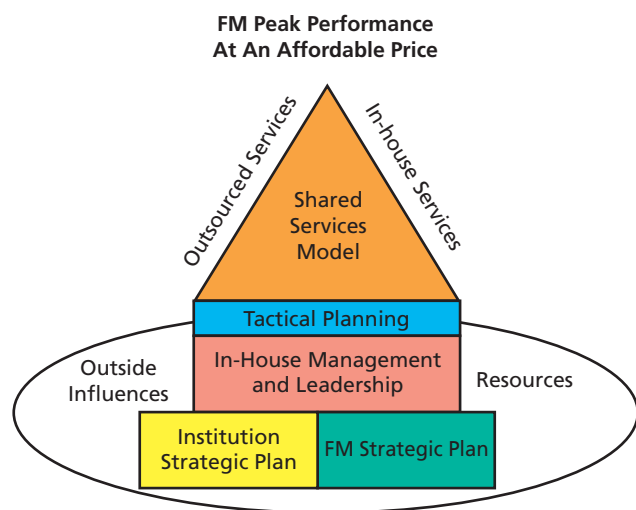 FM Peak Performance
At An Affordable Price
Outsourced Services
In-house Services
Shared
Services
Model
Tactical Planning
Outside
Influences
In-House Management
and Leadership
Resources
Institution
Strategic Plan
FM Strategic Plan